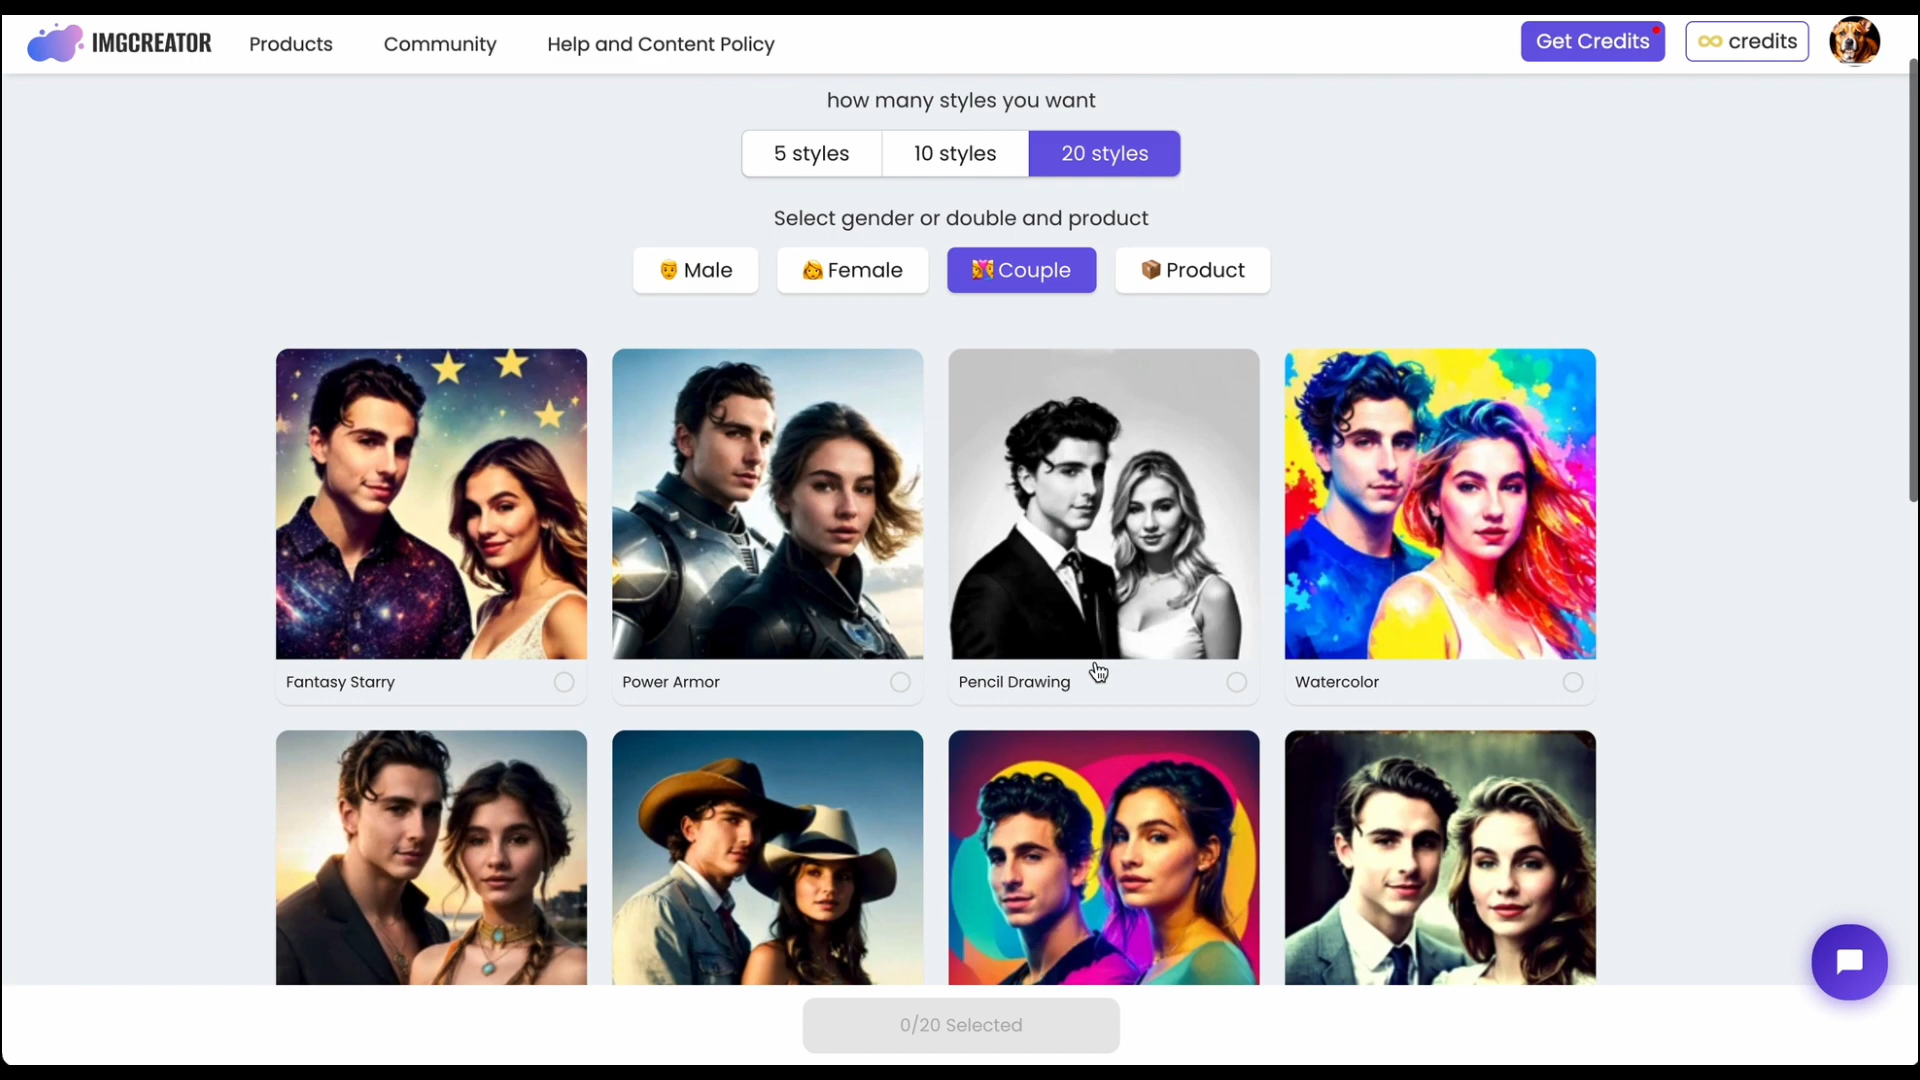 IMGCREATOR Products Community Help and Content Policy Get Credits credits
how many styles you want
5 styles 10 styles 20 styles
Select gender or double and product
Male Female Couple Product
Fantasy Starry Power Armor Pencil Drawing Watercolor
0/20 Selected